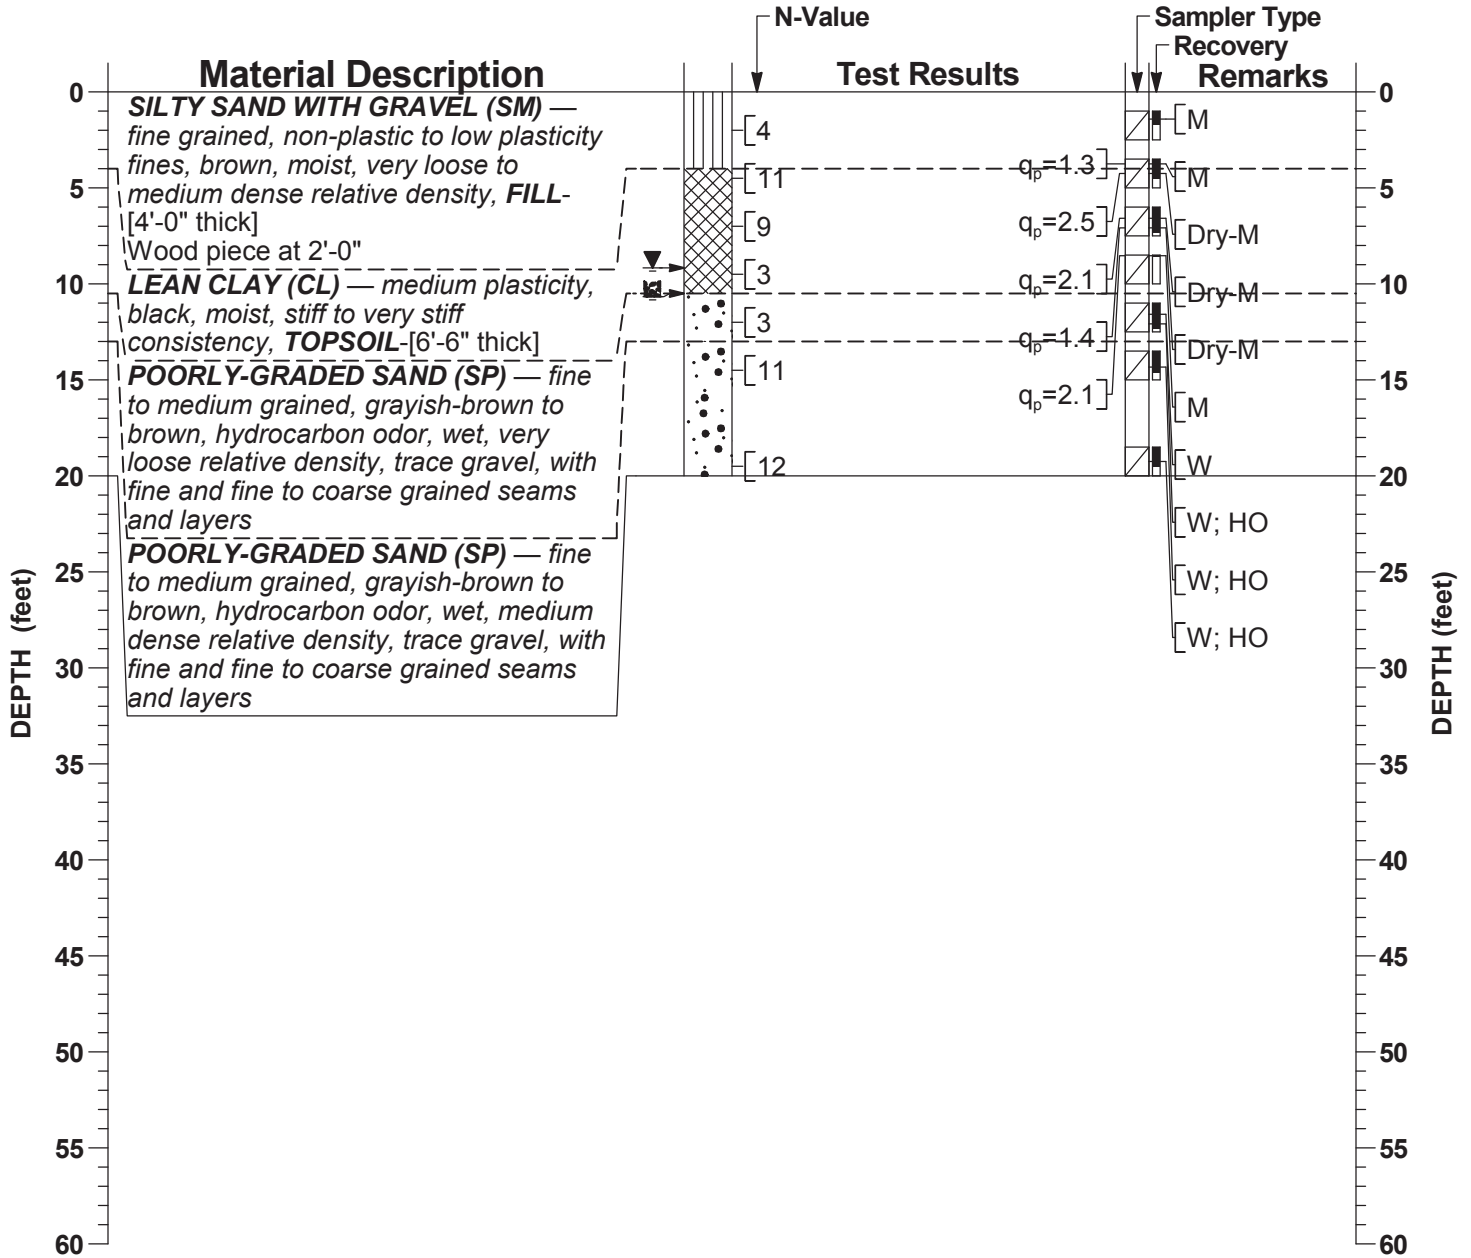 N-Value
Sampler Type
Recovery
Material Description
Test Results
Remarks
0
5
10
15
20
25
30
35
40
45
50
55
60
DEPTH (feet)
SILTY SAND WITH GRAVEL (SM) —
fine grained, non-plastic to low plasticity
fines, brown, moist, very loose to
medium dense relative density, FILL-
[4'-0" thick]
Wood piece at 2'-0"
LEAN CLAY (CL) — medium plasticity,
black, moist, stiff to very stiff
consistency, TOPSOIL-[6'-6" thick]
POORLY-GRADED SAND (SP) — fine
to medium grained, grayish-brown to
brown, hydrocarbon odor, wet, very
loose relative density, trace gravel, with
fine and fine to coarse grained seams
and layers
POORLY-GRADED SAND (SP) — fine
to medium grained, grayish-brown to
brown, hydrocarbon odor, wet, medium
dense relative density, trace gravel, with
fine and fine to coarse grained seams
and layers
4
11
9
3
3
11
12
qp=1.3
qp=2.5
qp=2.1
qp=1.4
qp=2.1
M
M
Dry-M
Dry-M
Dry-M
M
W
W; HO
W; HO
W; HO
0
5
10
15
20
25
30
35
40
45
50
55
60
DEPTH (feet)